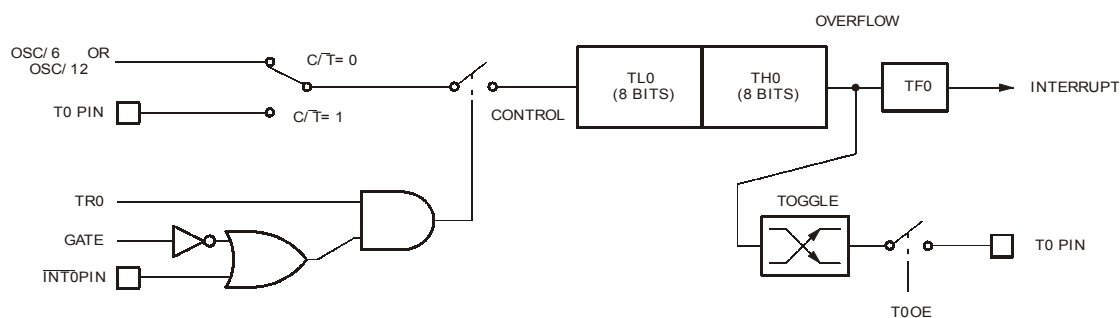 OVERFLOW
OSC/ 6 OR
OSC/ 12
C/T= 0
TL0
(8 BITS)
TH0
(8 BITS)
TF0
INTERRUPT
T0 PIN
C/T= 1
CONTROL
TR0
TOGGLE
GATE
INT0PIN
T0 PIN
T0OE